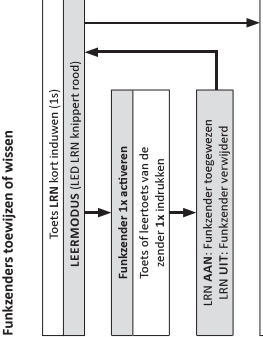 Funkzenders toewijzen of wissen
Toets LRN kort induwen (1s)
LEERMODUS (LED LRN knippert rood)
Funkzender 1x activeren
Toets of leertoets van de
zender 1x indrukken
LRN AAN: Funkzender toegewezen
LRN UIT: Funkzender verwijderd